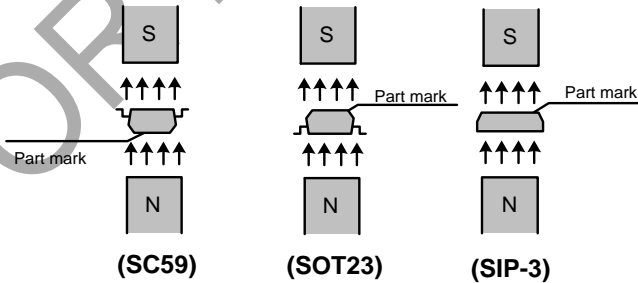 S S S
Part mark Part mark
Part mark
N N N
(SC59) (SOT23) (SIP-3)